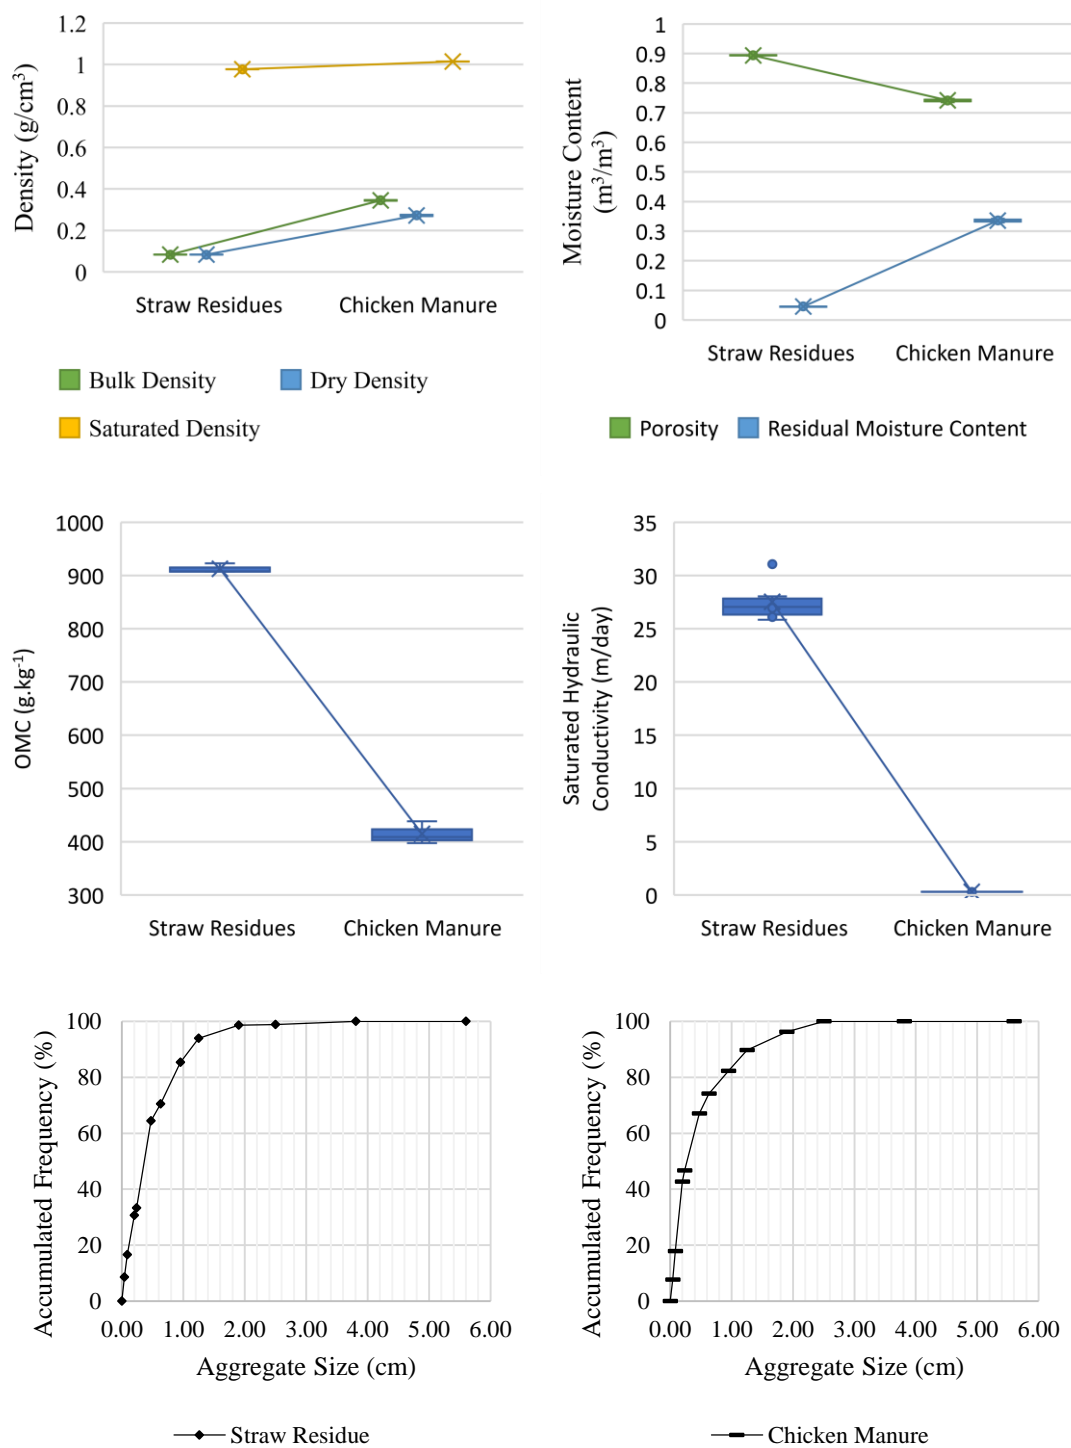 Density (g/cm³)
1.2
1
0.8
0.6
0.4
0.2
0
Straw Residues Chicken Manure
Bulk Density Dry Density
Saturated Density
Moisture Content
(m³/m³)
1
0.9
0.8
0.7
0.6
0.5
0.4
0.3
0.2
0.1
0
Straw Residues Chicken Manure
Porosity Residual Moisture Content
OMC (g.kg⁻¹)
1000
900
800
700
600
500
400
300
Straw Residues Chicken Manure
Saturated Hydraulic
Conductivity (m/day)
35
30
25
20
15
10
5
0
Straw Residues Chicken Manure
Accumulated Frequency (%)
100
80
60
40
20
0
0.00 1.00 2.00 3.00 4.00 5.00 6.00
Aggregate Size (cm)
Straw Residue
Accumulated Frequency (%)
100
80
60
40
20
0
0.00 1.00 2.00 3.00 4.00 5.00 6.00
Aggregate Size (cm)
Chicken Manure